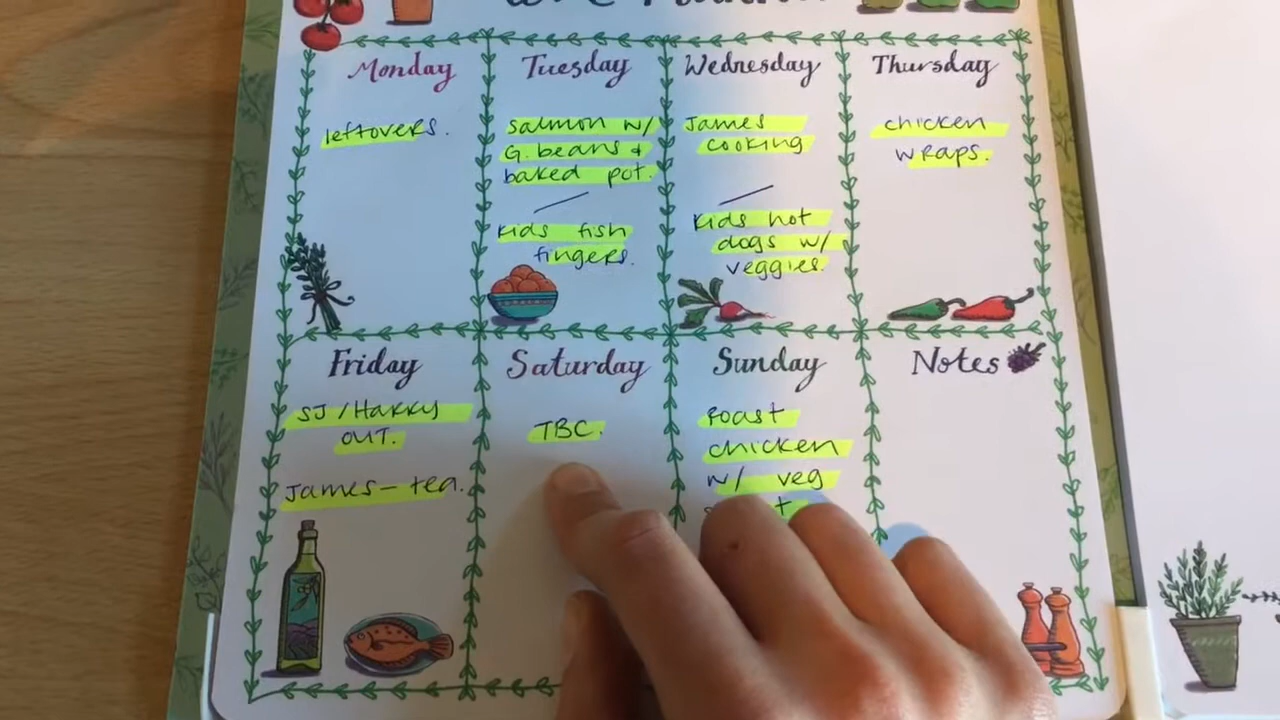 Monday
leftovers.
Tuesday
salmon w/
G. beans +
baked pot.
kids fish
fingers.
Wednesday
James
cooking
kids hot
dogs w/
veggies.
Thursday
chicken
wraps.
Friday
SJ/Harry
out.
James - tea.
Saturday
TBC.
Sunday
roast
chicken
w/ veg
Notes